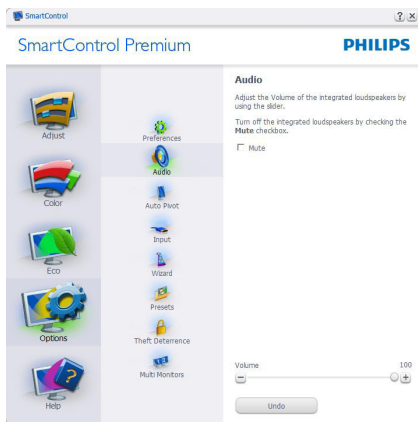 SmartControl
SmartControl Premium
PHILIPS
Adjust
Color
Eco
Options
Help
Preferences
Audio
Auto Pivot
Input
Wizard
Presets
Theft Deterrence
Multi Monitors
Audio
Adjust the Volume of the integrated loudspeakers by
using the slider.
Turn off the integrated loudspeakers by checking the
Mute checkbox.
Mute
Volume 100
Undo